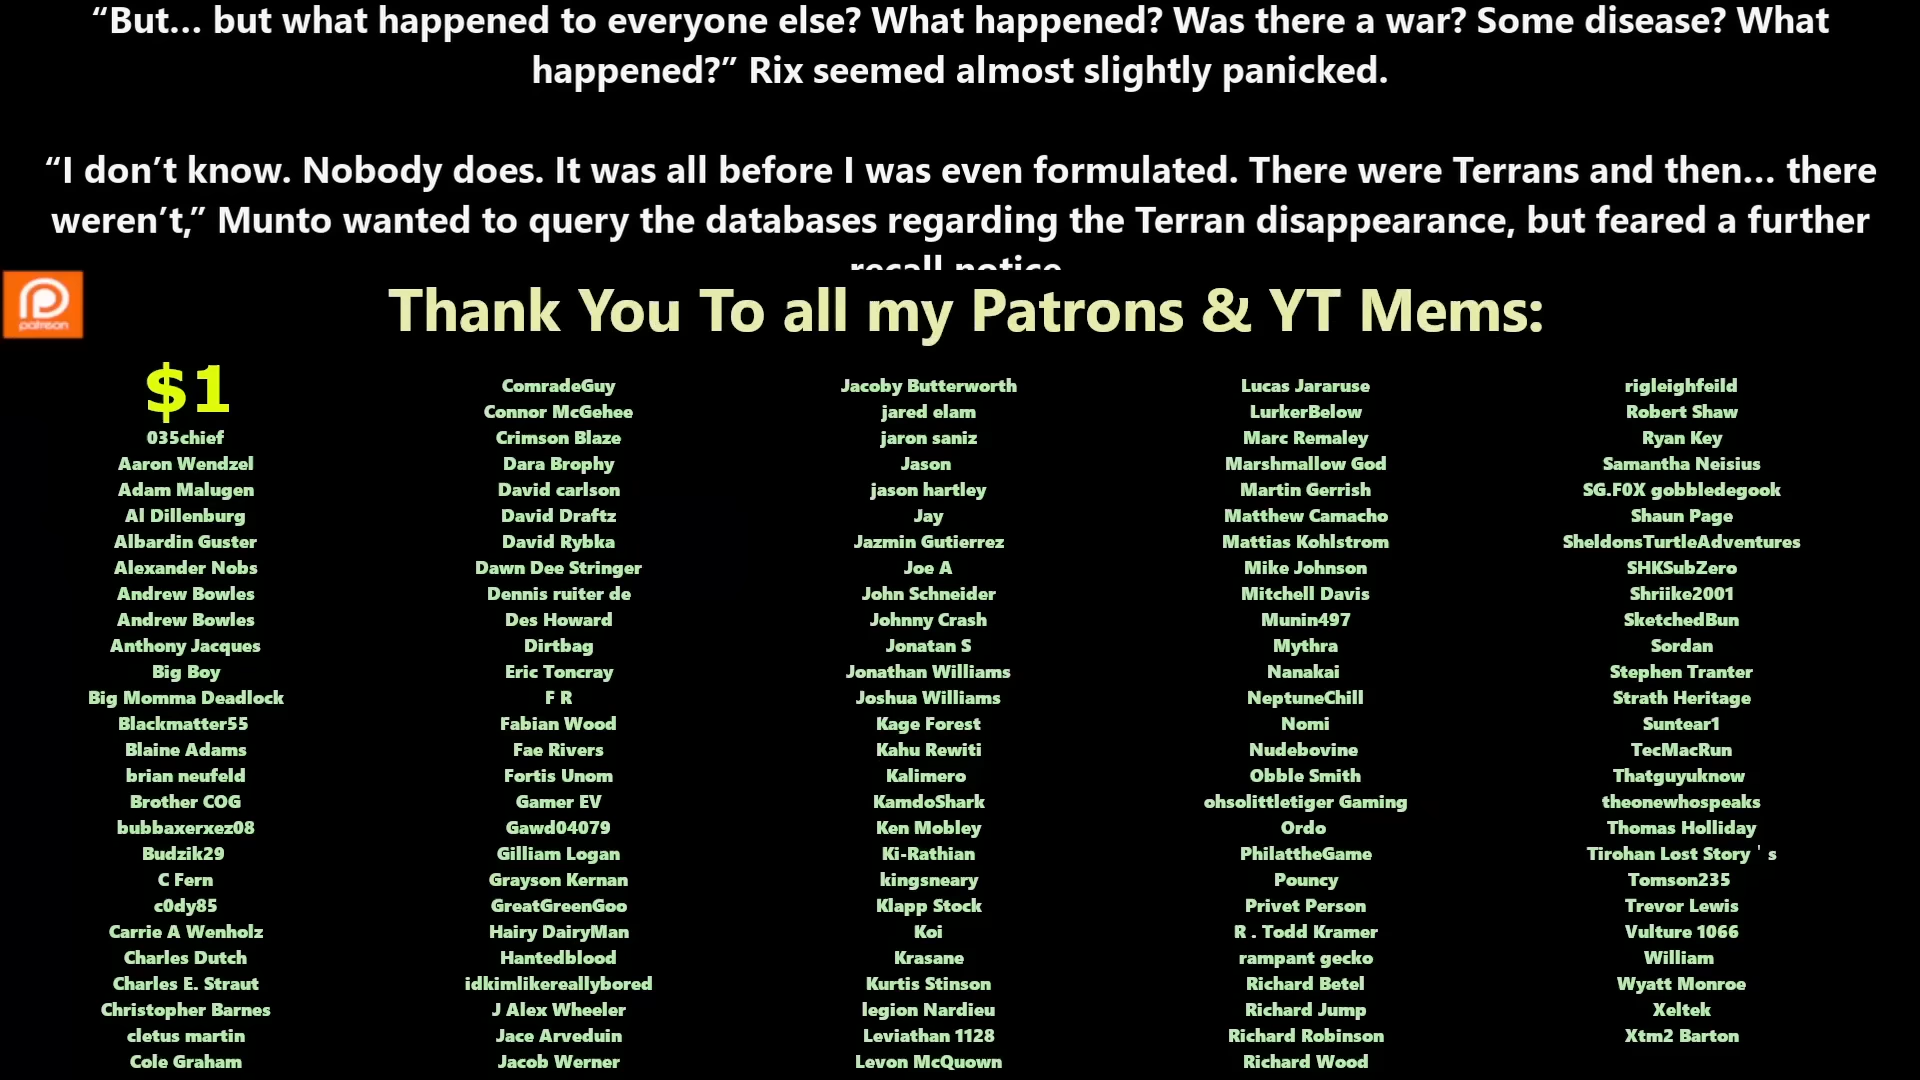 “But... but what happened to everyone else? What happened? Was there a war? Some disease? What
happened?” Rix seemed almost slightly panicked.
“I don’t know. Nobody does. It was all before I was even formulated. There were Terrans and then... there
weren’t,” Munto wanted to query the databases regarding the Terran disappearance, but feared a further
recall notice
patreon
Thank You To all my Patrons & YT Mems:
$1
035chief
Aaron Wendzel
Adam Malugen
Al Dillenburg
Albardin Guster
Alexander Nobs
Andrew Bowles
Andrew Bowles
Anthony Jacques
Big Boy
Big Momma Deadlock
Blackmatter55
Blaine Adams
brian neufeld
Brother COG
bubbaxerxez08
Budzik29
C Fern
c0dy85
Carrie A Wenholz
Charles Dutch
Charles E. Straut
Christopher Barnes
cletus martin
Cole Graham
ComradeGuy
Connor McGehee
Crimson Blaze
Dara Brophy
David carlson
David Draftz
David Rybka
Dawn Dee Stringer
Dennis ruiter de
Des Howard
Dirtbag
Eric Toncray
F R
Fabian Wood
Fae Rivers
Fortis Unom
Gamer EV
Gawd04079
Gilliam Logan
Grayson Kernan
GreatGreenGoo
Hairy DairyMan
Hantedblood
idkimlikereallybored
J Alex Wheeler
Jace Arveduin
Jacob Werner
Jacoby Butterworth
jared elam
jaron saniz
Jason
jason hartley
Jay
Jazmin Gutierrez
Joe A
John Schneider
Johnny Crash
Jonatan S
Jonathan Williams
Joshua Williams
Kage Forest
Kahu Rewiti
Kalimero
KamdoShark
Ken Mobley
Ki-Rathian
kingsneary
Klapp Stock
Koi
Krasane
Kurtis Stinson
legion Nardieu
Leviathan 1128
Levon McQuown
Lucas Jararuse
LurkerBelow
Marc Remaley
Marshmallow God
Martin Gerrish
Matthew Camacho
Mattias Kohlstrom
Mike Johnson
Mitchell Davis
Munin497
Mythra
Nanakai
NeptuneChill
Nomi
Nudebovine
Obble Smith
ohsolittletiger Gaming
Ordo
PhilattheGame
Pouncy
Privet Person
R . Todd Kramer
rampant gecko
Richard Betel
Richard Jump
Richard Robinson
Richard Wood
rigleighfeild
Robert Shaw
Ryan Key
Samantha Neisius
SG.F0X gobbledegook
Shaun Page
SheldonsTurtleAdventures
SHKSubZero
Shriike2001
SketchedBun
Sordan
Stephen Tranter
Strath Heritage
Suntear1
TecMacRun
Thatguyuknow
theonewhospeaks
Thomas Holliday
Tirohan Lost Story ' s
Tomson235
Trevor Lewis
Vulture 1066
William
Wyatt Monroe
Xeltek
Xtm2 Barton